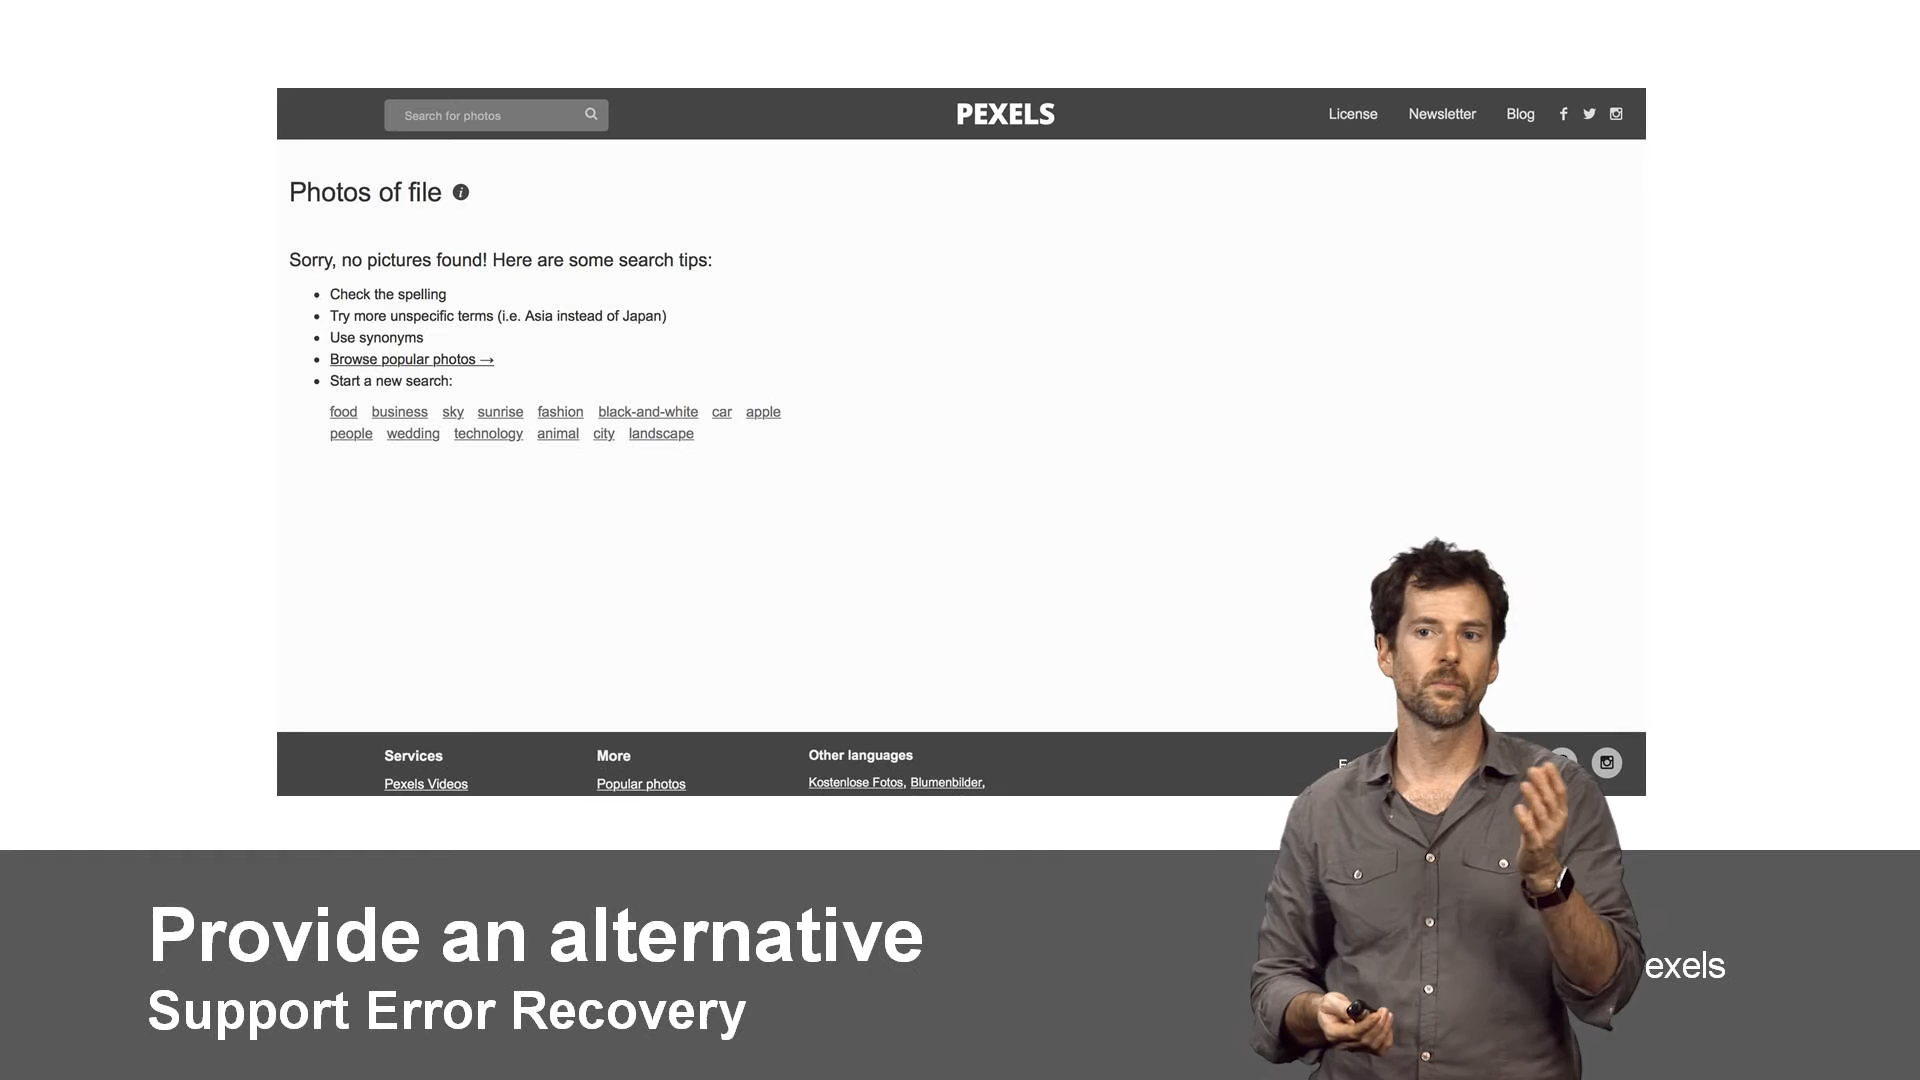 Search for photos
PEXELS
License Newsletter Blog
Photos of file
Sorry, no pictures found! Here are some search tips:
Check the spelling
Try more unspecific terms (i.e. Asia instead of Japan)
Use synonyms
Browse popular photos →
Start a new search:
food business sky sunrise fashion black-and-white car apple
people wedding technology animal city landscape
Services
Pexels Videos
More
Popular photos
Other languages
Kostenlose Fotos, Blumenbilder,
Provide an alternative
Support Error Recovery
exels